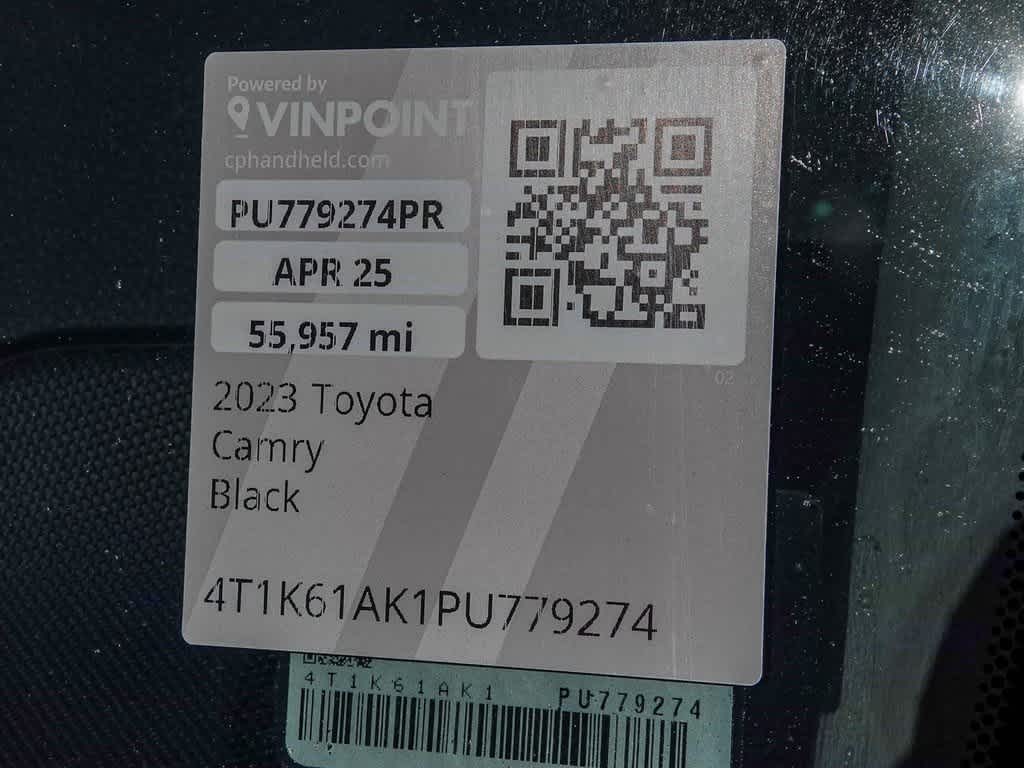 Powered by
VINPOINT
cphandheld.com
PU779274PR
APR 25
55,957 mi
02
2023 Toyota
Camry
Black
4T1K61AK1PU779274
4T1K61AK1 PU779274